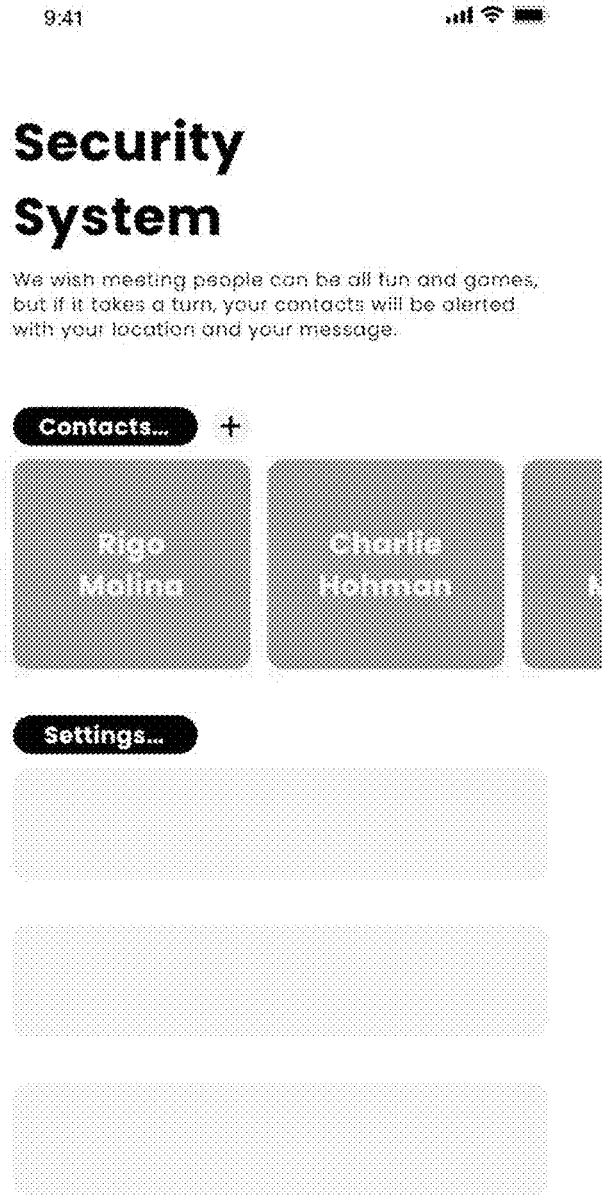 9:41
Security
System
We wish meeting people can be all fun and games,
but if it takes a turn, your contacts will be alerted
with your location and your message.
Contacts... +
Rigo
Molina
Charlie
Hohman
Settings...